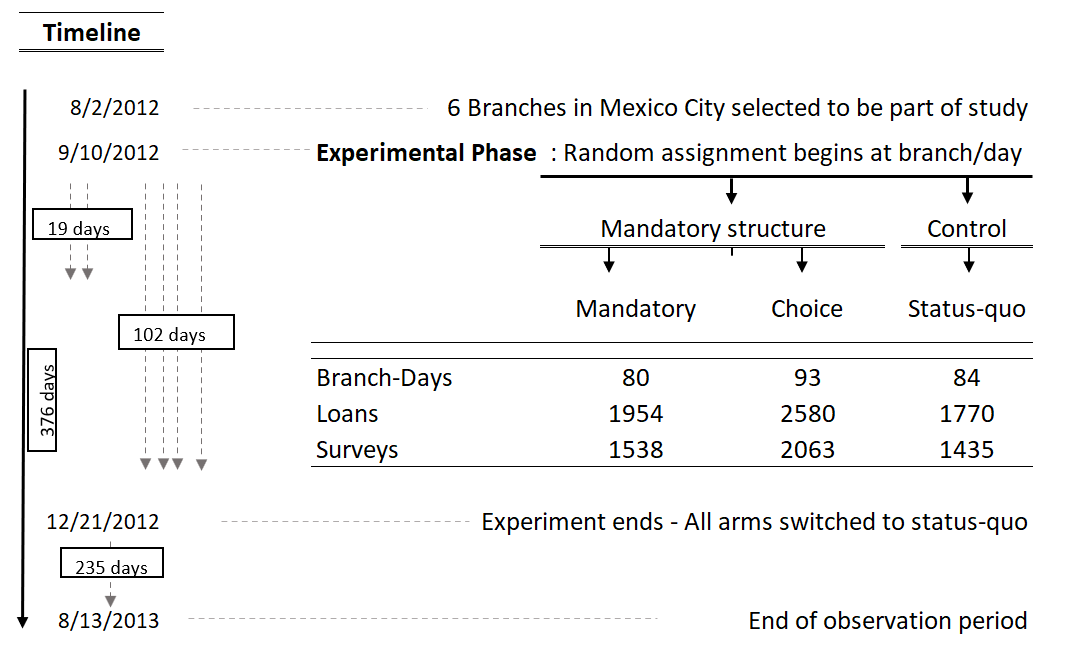 Timeline
8/2/2012 6 Branches in Mexico City selected to be part of study
9/10/2012 Experimental Phase : Random assignment begins at branch/day
19 days
Mandatory structure Control
Mandatory Choice Status-quo
102 days
376 days
Branch-Days 80 93 84
Loans 1954 2580 1770
Surveys 1538 2063 1435
12/21/2012 Experiment ends - All arms switched to status-quo
235 days
8/13/2013 End of observation period